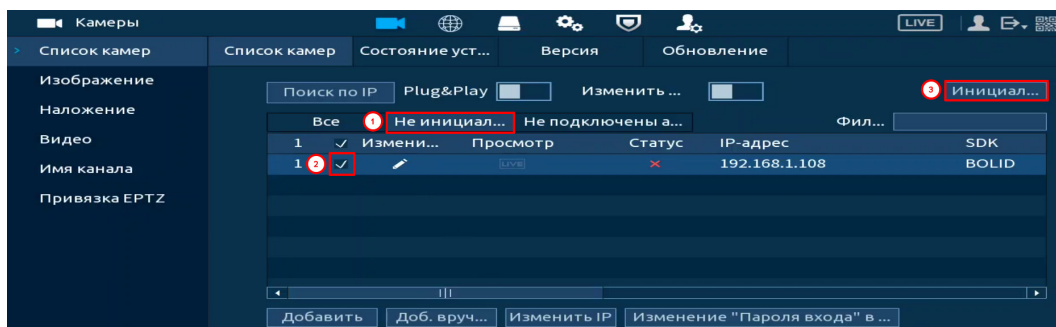 Камеры LIVE
Список камер Список камер Состояние уст... Версия Обновление
Изображение
Поиск по IP Plug&Play Изменить ... 3 Инициал...
Наложение
Все 1 Не инициал... Не подключены а... Фил...
Видео
1 Измени... Просмотр Статус IP-адрес SDK
1 2 LIVE 192.168.1.108 BOLID
Имя канала
Привязка EPTZ
Добавить Доб. вруч... Изменить IP Изменение "Пароля входа" в ...